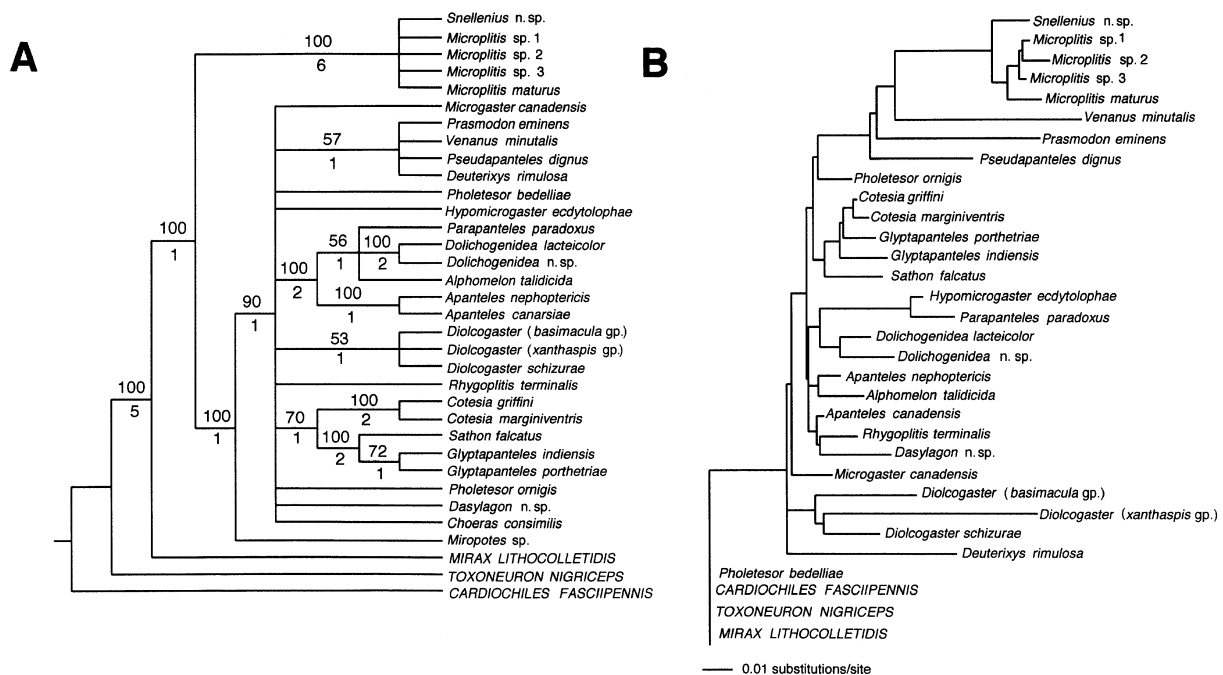 A
100
6
Snellenius n. sp.
Microplitis sp. 1
Microplitis sp. 2
Microplitis sp. 3
Microplitis maturus
Microgaster canadensis
57
1
Prasmodon eminens
Venanus minutalis
Pseudapanteles dignus
Deuterixys rimulosa
Pholetesor bedelliae
Hypomicrogaster ecdytolophae
Parapanteles paradoxus
100
1
56
1
100
2
Dolichogenidea lacteicolor
Dolichogenidea n. sp.
100
2
Alphomelon talidicida
100
1
Apanteles nephoptericis
Apanteles canarsiae
90
1
Diolcogaster (basimacula gp.)
53
1
Diolcogaster (xanthaspis gp.)
Diolcogaster schizurae
Rhygoplitis terminalis
100
5
100
2
Cotesia griffini
Cotesia marginiventris
100
1
70
1
100
2
Sathon falcatus
72
1
Glyptapanteles indiensis
Glyptapanteles porthetriae
Pholetesor ornigis
Dasylagon n. sp.
Choeras consimilis
Miropotes sp.
MIRAX LITHOCOLLETIDIS
TOXONEURON NIGRICEPS
CARDIOCHILES FASCIIPENNIS
B
Snellenius n. sp.
Microplitis sp. 1
Microplitis sp. 2
Microplitis sp. 3
Microplitis maturus
Venanus minutalis
Prasmodon eminens
Pseudapanteles dignus
Pholetesor ornigis
Cotesia griffini
Cotesia marginiventris
Glyptapanteles porthetriae
Glyptapanteles indiensis
Sathon falcatus
Hypomicrogaster ecdytolophae
Parapanteles paradoxus
Dolichogenidea lacteicolor
Dolichogenidea n. sp.
Apanteles nephoptericis
Alphomelon talidicida
Apanteles canadensis
Rhygoplitis terminalis
Dasylagon n. sp.
Microgaster canadensis
Diolcogaster (basimacula gp.)
Diolcogaster (xanthaspis gp.)
Diolcogaster schizurae
Deuterixys rimulosa
Pholetesor bedelliae
CARDIOCHILES FASCIIPENNIS
TOXONEURON NIGRICEPS
MIRAX LITHOCOLLETIDIS
0.01 substitutions/site